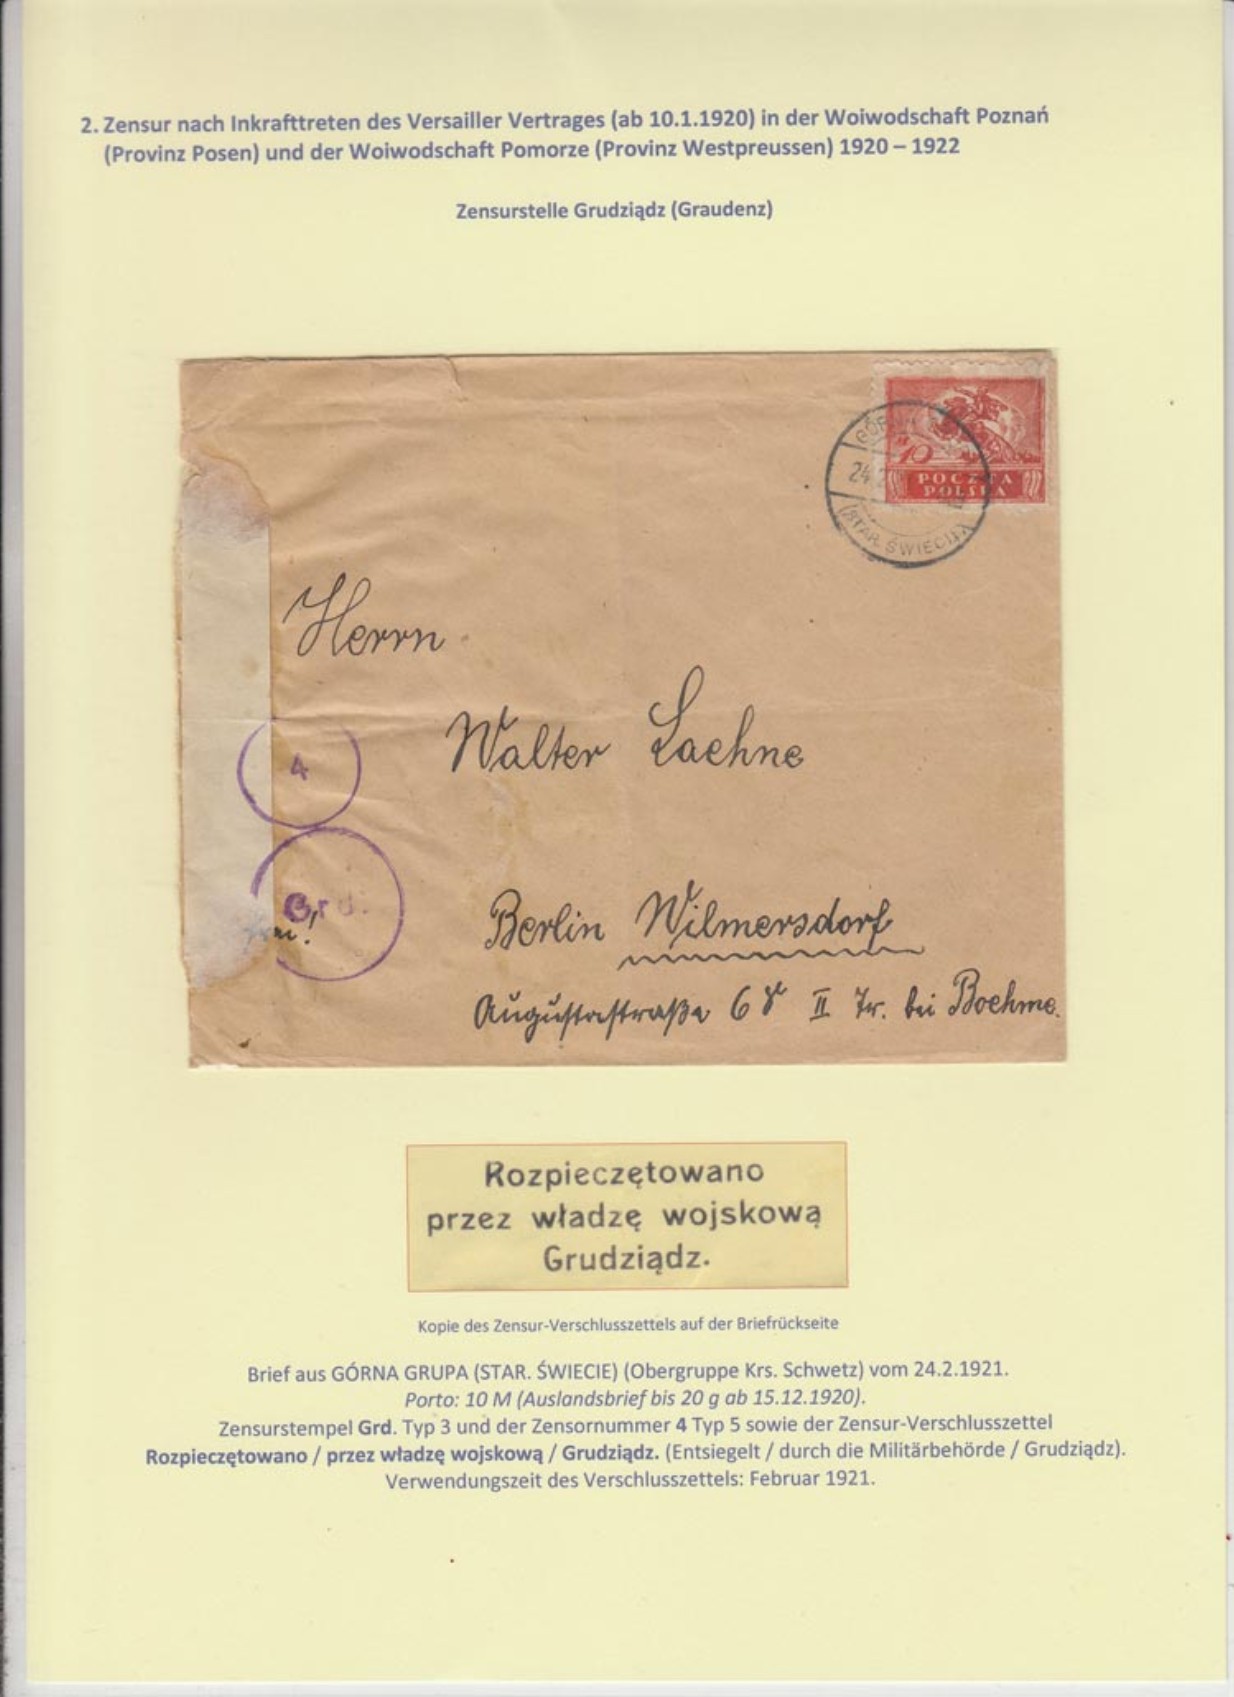 2. Zensur nach Inkrafttreten des Versailler Vertrages (ab 10.1.1920) in der Woiwodschaft Poznań
(Provinz Posen) und der Woiwodschaft Pomorze (Provinz Westpreussen) 1920 – 1922
Zensurstelle Grudziądz (Graudenz)
10
POCZTA
POLSKA
24.2
(STAR. ŚWIECIE)
Herrn
Walter Laehne
4
Grd.
Berlin Wilmersdorf
Augustastraße 6 II Tr. bei Boehme.
Rozpieczętowano
przez władzę wojskową
Grudziądz.
Kopie des Zensur-Verschlusszettels auf der Briefrückseite
Brief aus GÓRNA GRUPA (STAR. ŚWIECIE) (Obergruppe Krs. Schwetz) vom 24.2.1921.
Porto: 10 M (Auslandsbrief bis 20 g ab 15.12.1920).
Zensurstempel Grd. Typ 3 und der Zensornummer 4 Typ 5 sowie der Zensur-Verschlusszettel
Rozpieczętowano / przez władzę wojskową / Grudziądz. (Entsiegelt / durch die Militärbehörde / Grudziądz).
Verwendungszeit des Verschlusszettels: Februar 1921.